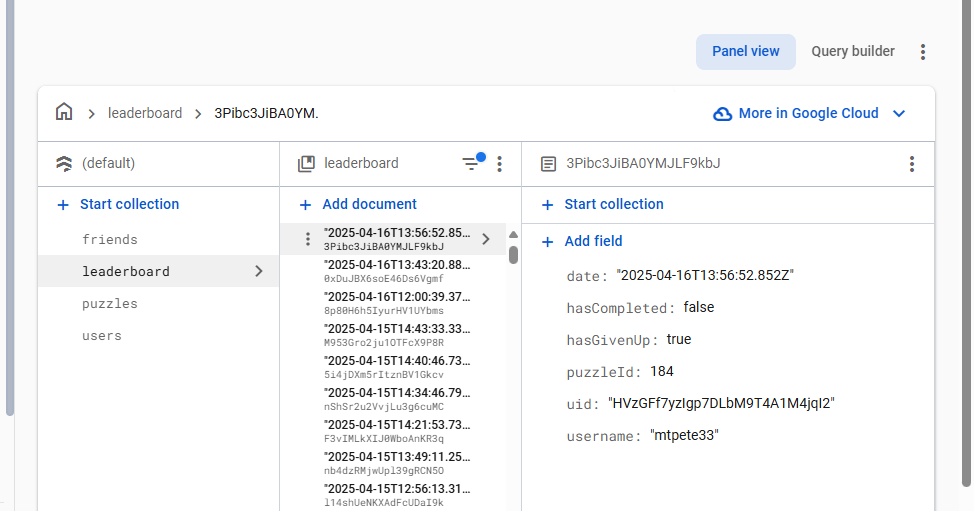 Panel view
Query builder
leaderboard
3Pibc3JiBA0YM.
More in Google Cloud
(default)
leaderboard
3Pibc3JiBA0YMJLF9kbJ
Start collection
Add document
Start collection
friends
leaderboard
puzzles
users
"2025-04-16T13:56:52.85...
3Pibc3JiBA0YMJLF9kbJ
"2025-04-16T13:43:20.88...
0xDuJBX6soE46Ds6Vgmf
"2025-04-16T12:00:39.37...
8p80H6h5IyurHV1UYbms
"2025-04-15T14:43:33.33...
M953Gro2ju1OTFcX9P8R
"2025-04-15T14:40:46.73...
5i4jDXm5rItznBV1Gkcv
"2025-04-15T14:34:46.79...
nShSr2u2VvjLu3g6cuMC
"2025-04-15T14:21:53.73...
F3vIMLkXIJ0WboAnKR3q
"2025-04-15T13:49:11.25...
nb4dzRMjwUpl39gRCN5O
"2025-04-15T12:56:13.31...
l14shUeNKXAdFcUDaI9k
Add field
date: "2025-04-16T13:56:52.852Z"
hasCompleted: false
hasGivenUp: true
puzzleId: 184
uid: "HVzGFf7yzIgp7DLbM9T4A1M4jqI2"
username: "mtpete33"